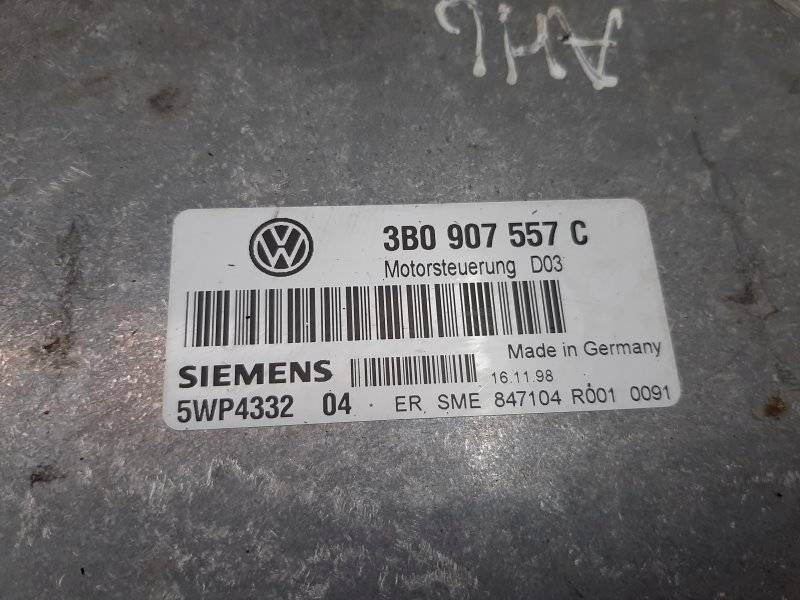 AHL
3B0 907 557 C
Motorsteuerung D03
Made in Germany
SIEMENS
16.11.98
5WP4332 04 ER SME 847104 R001 0091